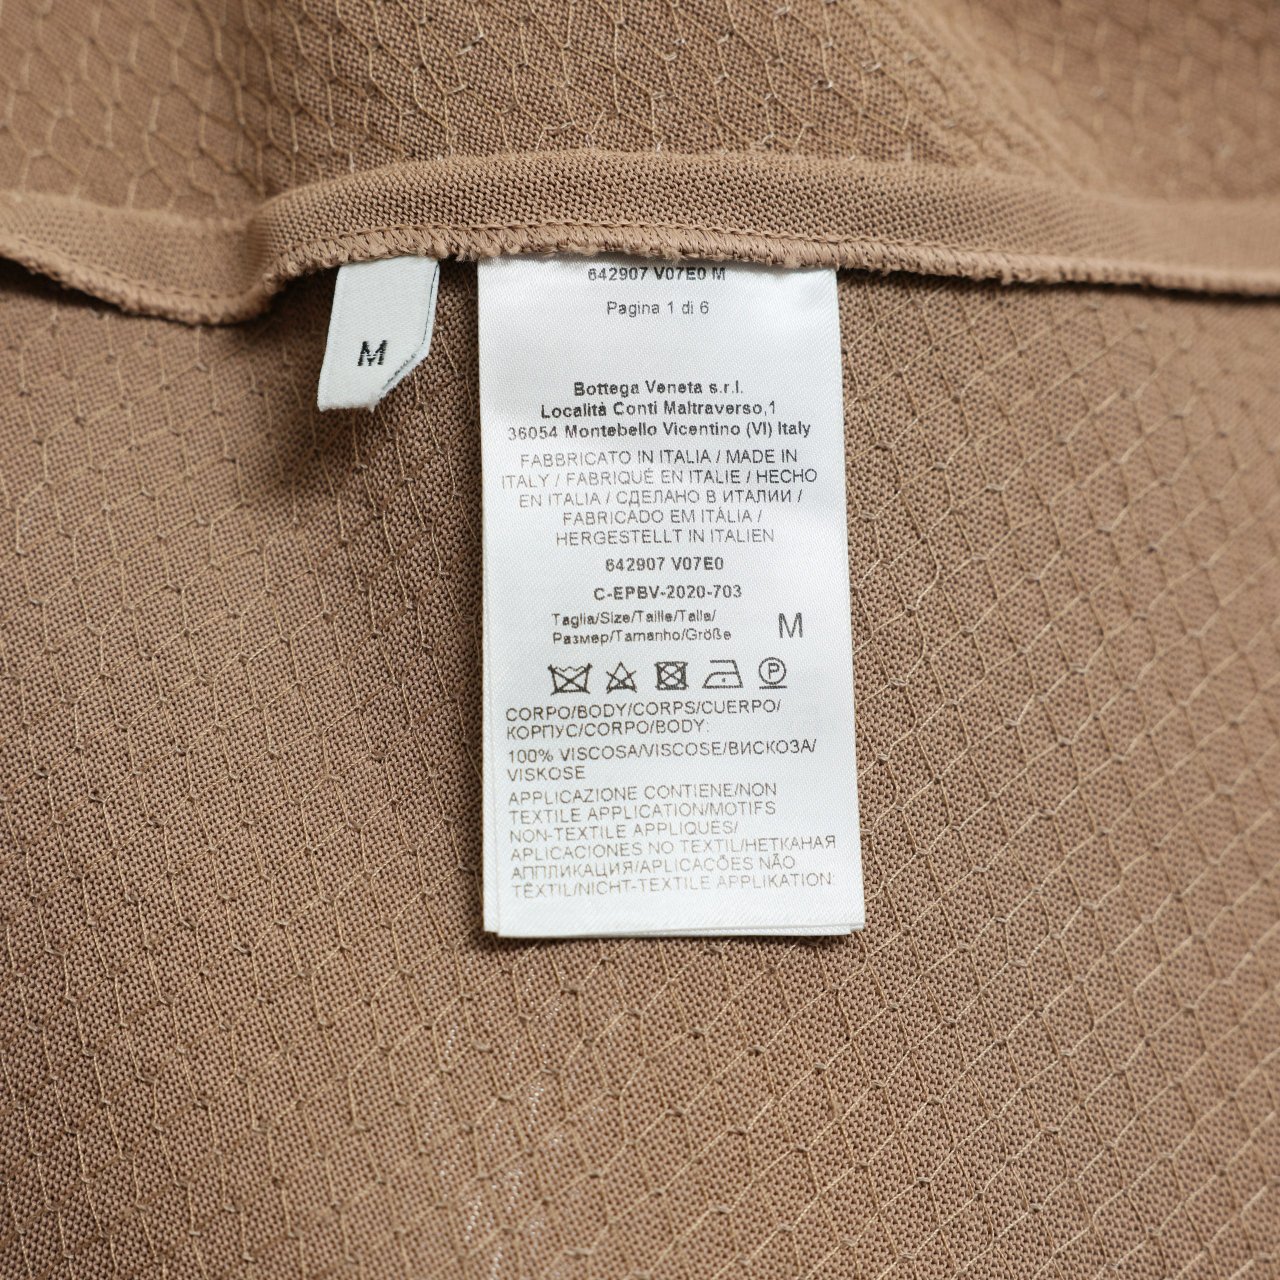 642907 V07E0 M
Pagina 1 di 6
M
Bottega Veneta s.r.l.
Località Conti Maltraverso,1
36054 Montebello Vicentino (VI) Italy
FABBRICATO IN ITALIA / MADE IN
ITALY / FABRIQUÉ EN ITALIE / HECHO
EN ITALIA / СДЕЛАНО В ИТАЛИИ /
FABRICADO EM ITÁLIA /
HERGESTELLT IN ITALIEN
642907 V07E0
C-EPBV-2020-703
Taglia/Size/Taille/Talla/
Размер/Tamanho/Größe M
P
CORPO/BODY/CORPS/CUERPO/
КОРПУС/CORPO/BODY:
100% VISCOSA/VISCOSE/ВИСКОЗА/
VISKOSE
APPLICAZIONE CONTIENE/NON
TEXTILE APPLICATION/MOTIFS
NON-TEXTILE APPLIQUÉS/
APLICACIONES NO TEXTIL/НЕТКАНАЯ
АППЛИКАЦИЯ/APLICAÇÕES NÃO
TÊXTIL/NICHT-TEXTILE APPLIKATION: